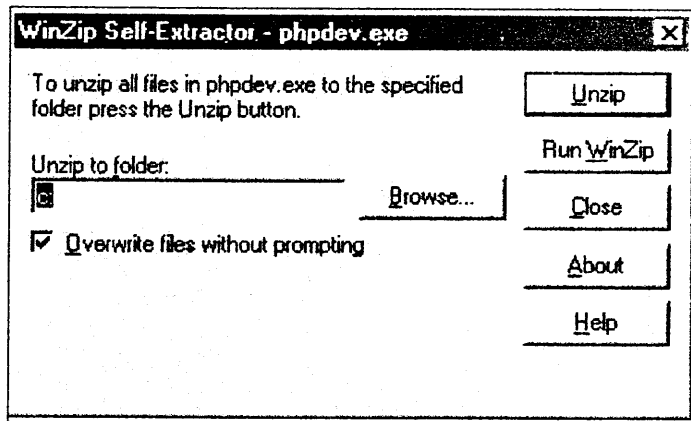 WinZip Self-Extractor - phpdev.exe
To unzip all files in phpdev.exe to the specified
folder press the Unzip button.
Unzip to folder:
Browse...
Overwrite files without prompting
Unzip
Run WinZip
Close
About
Help